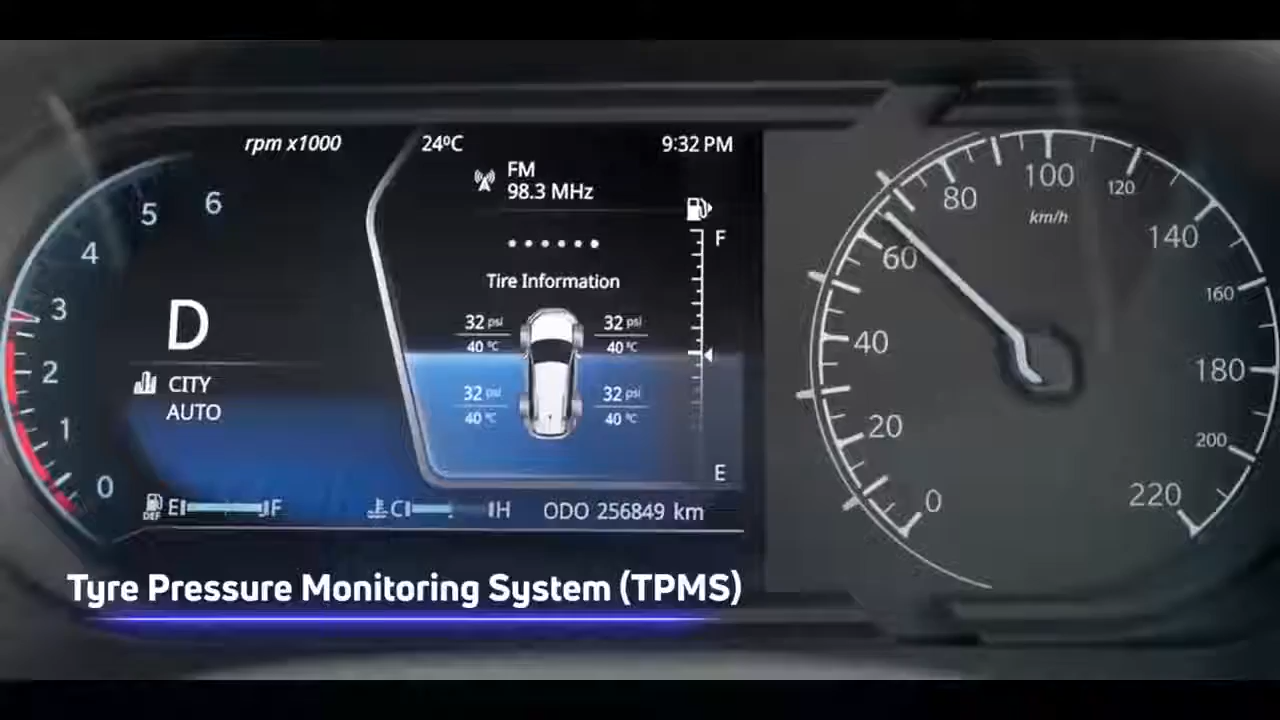 rpm x1000
24ºC
9:32 PM
FM
98.3 MHz
6
5
4
3
2
1
0
D
CITY
AUTO
Tire Information
32 psi
40 ºC
32 psi
40 ºC
32 psi
40 ºC
32 psi
40 ºC
F
E
DEF
E F
C H
ODO 256849 km
0
20
40
60
80
100
120
140
160
180
200
220
km/h
Tyre Pressure Monitoring System (TPMS)